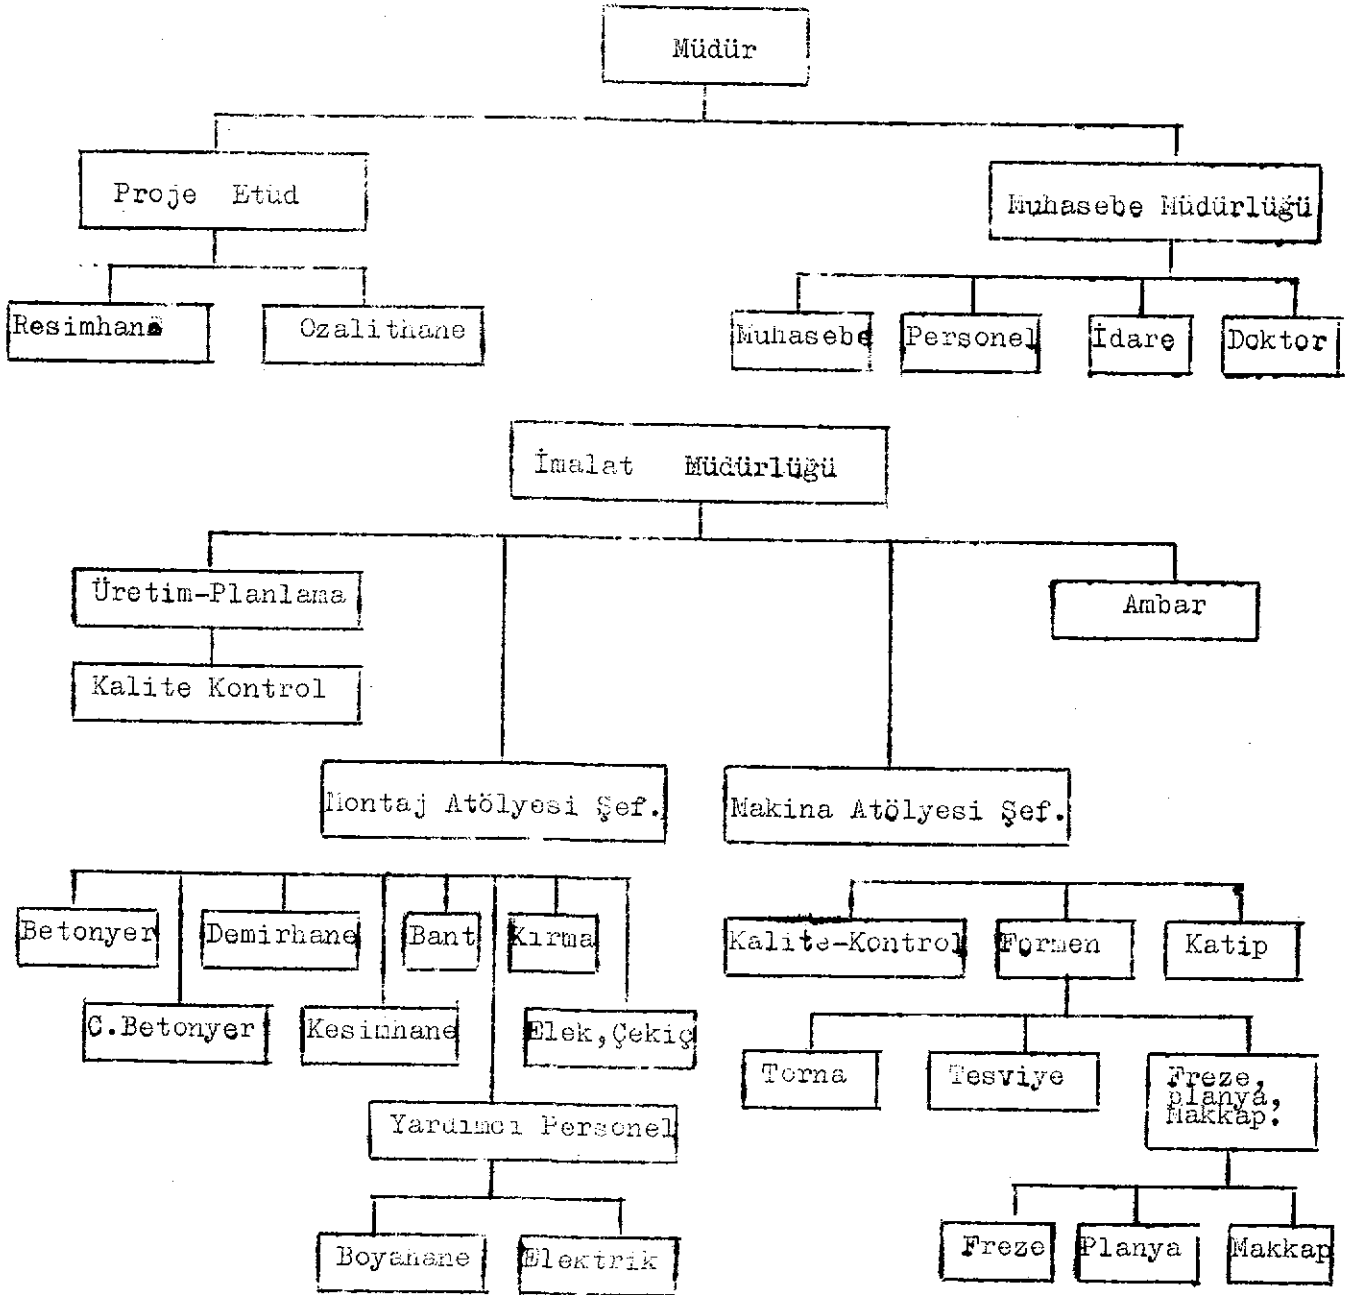 Müdür
Proje Etüd
Muhasebe Müdürlüğü
Resimhane
Ozalithane
Muhasebe
Personel
İdare
Doktor
İmalat Müdürlüğü
Üretim-Planlama
Ambar
Kalite Kontrol
Montaj Atölyesi Şef.
Makina Atölyesi Şef.
Betonyer
Demirhane
Bant
Kırma
Kalite-Kontrol
Formen
Katip
C.Betonyer
Kesimhane
Elek,Çekiç
Torna
Tesviye
Freze,
planya,
Makkap.
Yardımcı Personel
Boyahane
Elektrik
Freze
Planya
Makkap